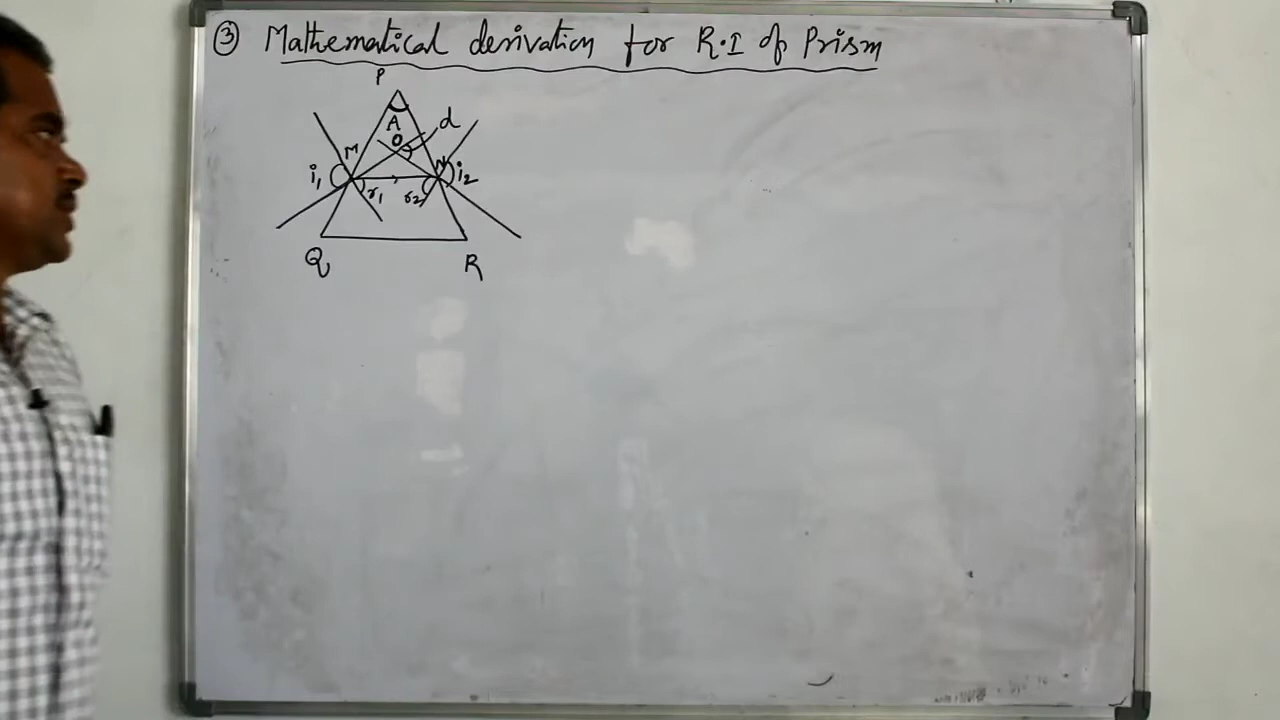 ③ Mathematical derivation for R.I of Prism
P
A
d
O
M
N
i₁
i₂
r₁
r₂
Q
R